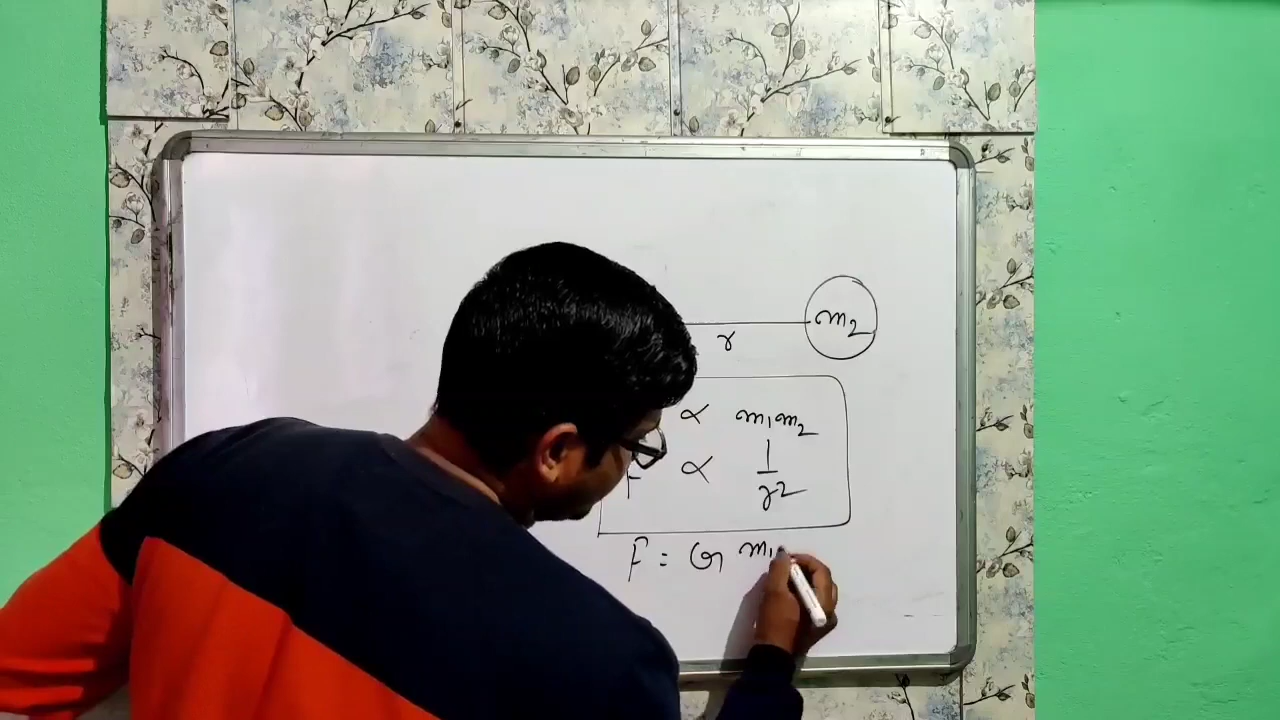 m₂
r
∝ m₁m₂
F ∝ 1/r²
F = G m₁